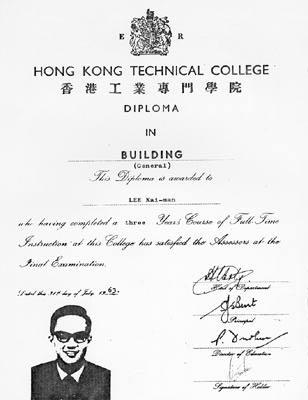 E R
HONG KONG TECHNICAL COLLEGE
香港工業專門學院
DIPLOMA
IN
BUILDING
(General)
This Diploma is awarded to
LEE Kai-man
who having completed a three Years Course of Full-Time
Instruction at this College has satisfied the Assessors at the
Final Examination.
Dated this 31st day of July 1962.
Head of Department
Principal
Director of Education
Signature of Holder